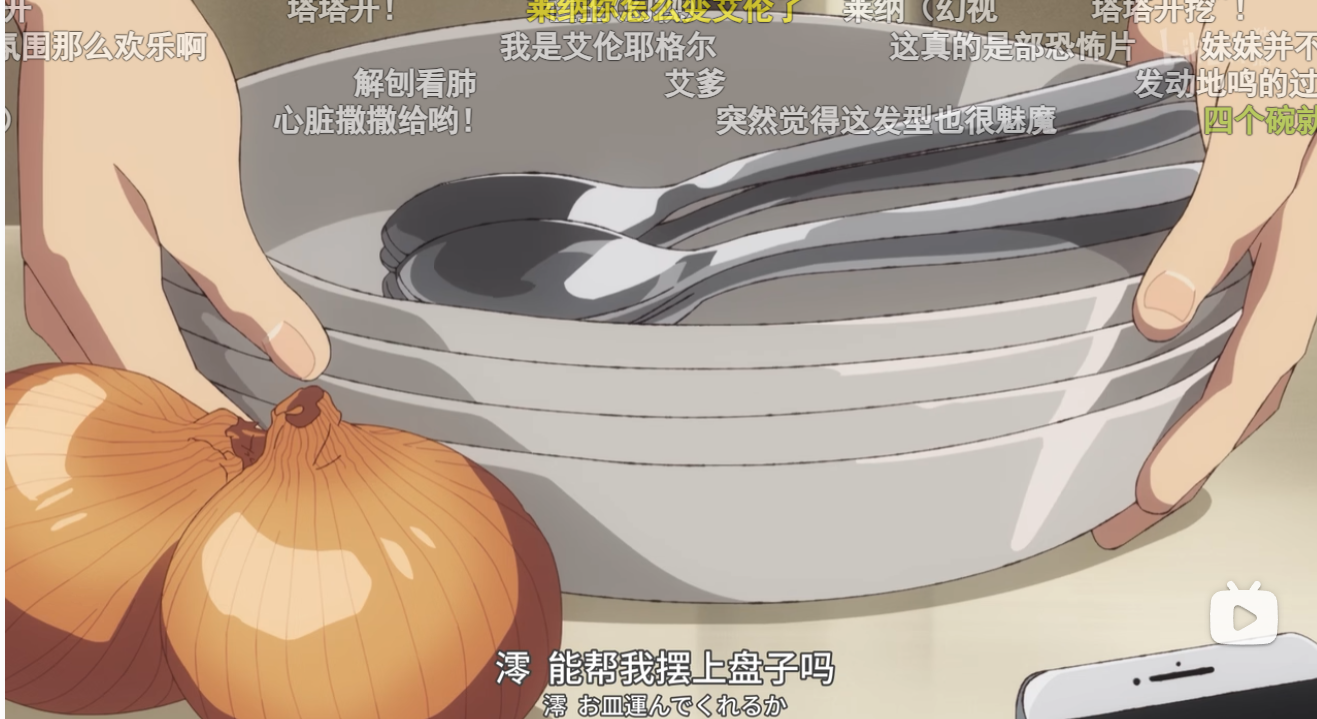 开 塔塔开！ 莱纳你怎么变艾伦了 莱纳（幻视 塔塔开挖 ！
氛围那么欢乐啊 我是艾伦耶格尔 这真的是部恐怖片 妹妹并不
解刨看肺 艾爹 发动地鸣的过
心脏撒撒给哟！ 突然觉得这发型也很魅魔 四个碗就
澪 能帮我摆上盘子吗
澪 お皿運んでくれるか